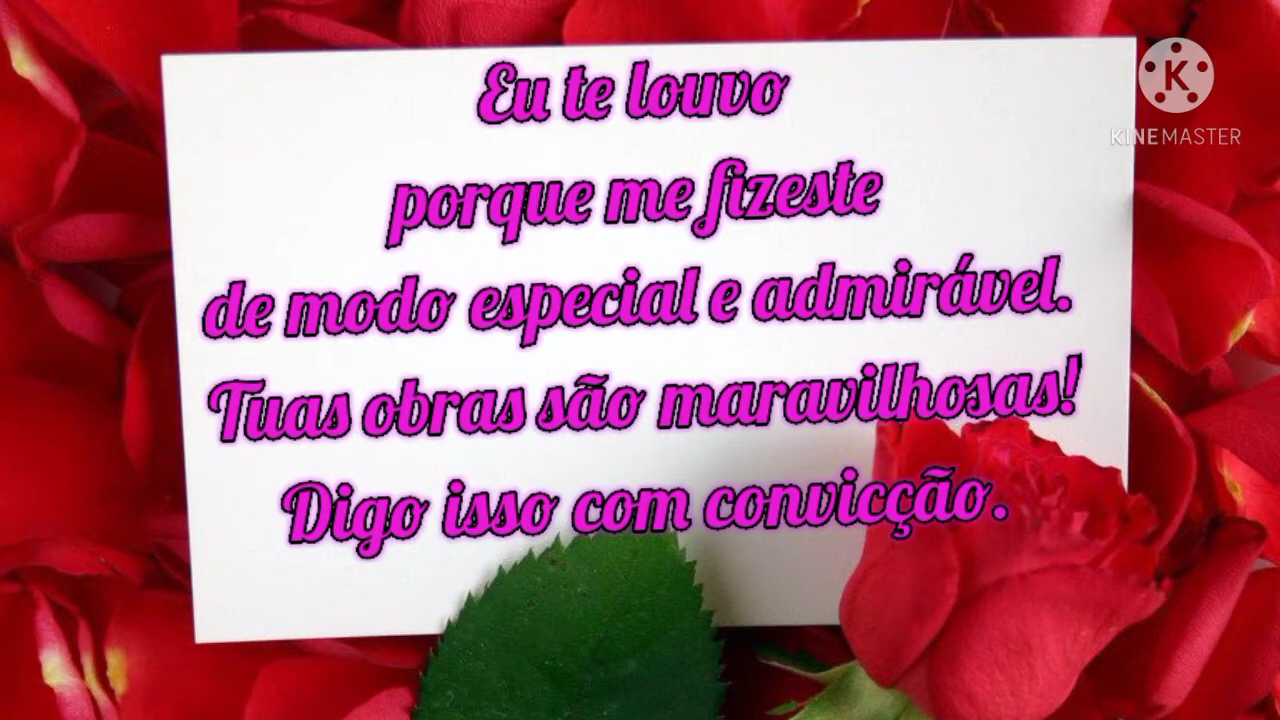 Eu te louvo
porque me fizeste
de modo especial e admirável.
Tuas obras são maravilhosas!
Digo isso com convicção.
K
KINEMASTER